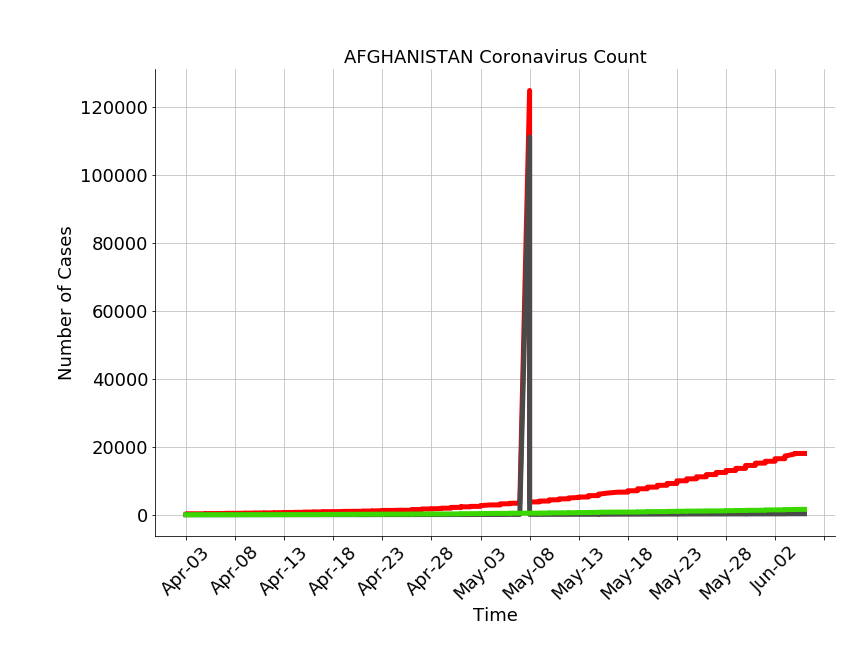 AFGHANISTAN Coronavirus Count
120000
100000
80000
60000
40000
20000
0
Number of Cases
Apr-03
Apr-08
Apr-13
Apr-18
Apr-23
Apr-28
May-03
May-08
May-13
May-18
May-23
May-28
Jun-02
Time